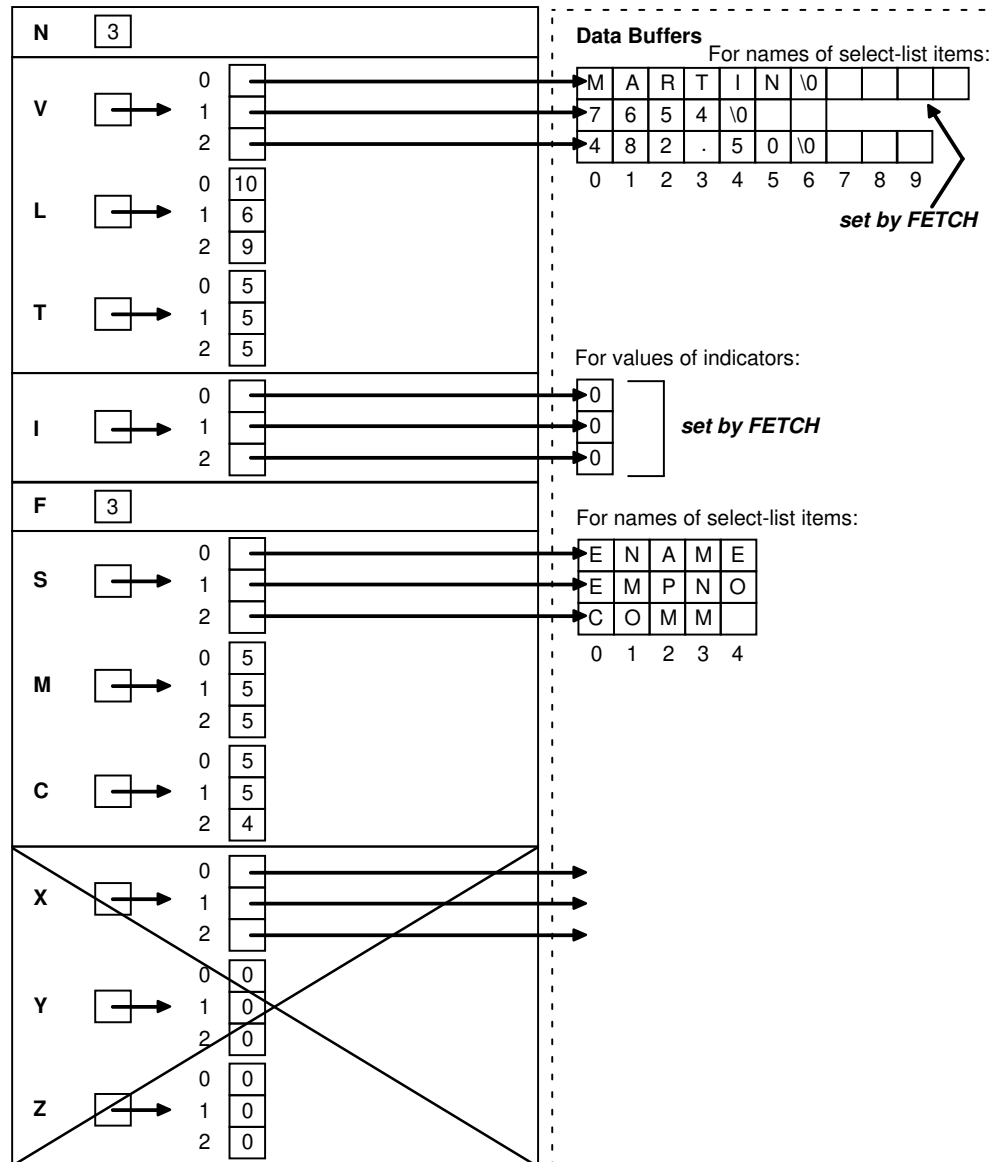 N 3
Data Buffers
For names of select-list items:
V 0 1 2
M A R T I N \0
7 6 5 4 \0
4 8 2 . 5 0 \0
0 1 2 3 4 5 6 7 8 9
set by FETCH
L 0 10
1 6
2 9
T 0 5
1 5
2 5
For values of indicators:
I 0 1 2
0
0
0
set by FETCH
F 3
For names of select-list items:
S 0 1 2
E N A M E
E M P N O
C O M M
0 1 2 3 4
M 0 5
1 5
2 5
C 0 5
1 5
2 4
X 0 1 2
Y 0 0
1 0
2 0
Z 0 0
1 0
2 0